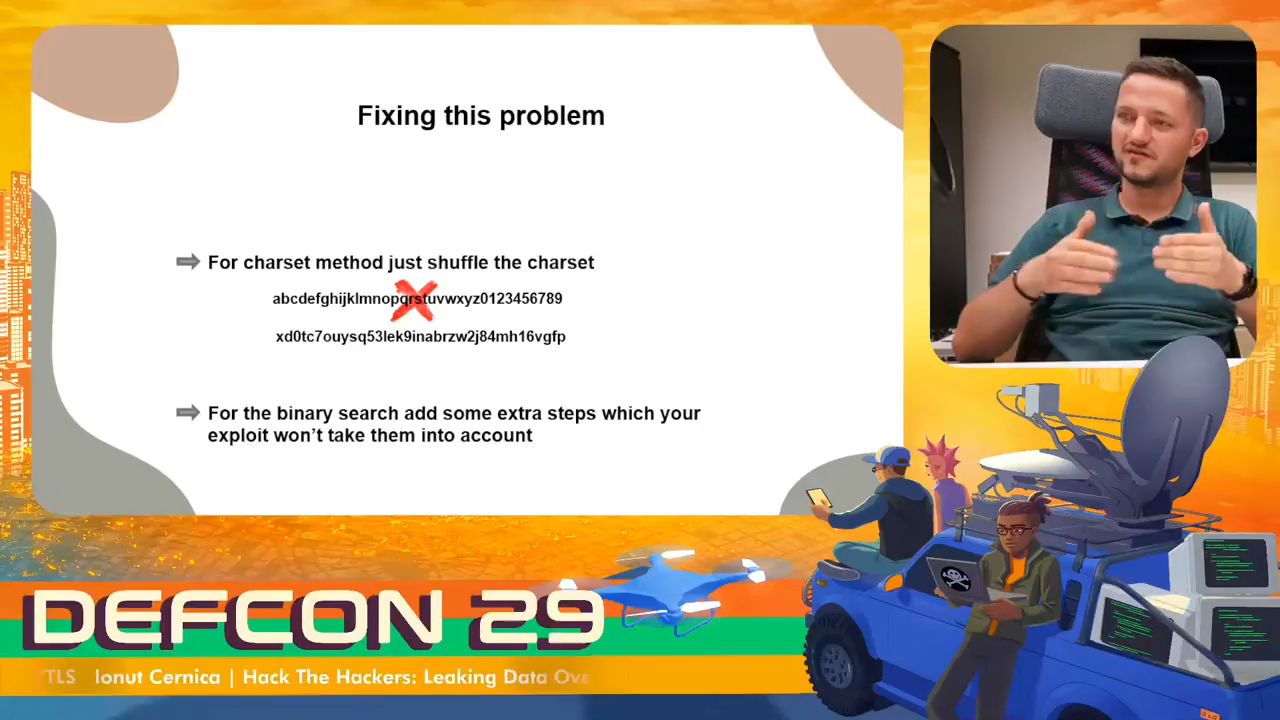 Fixing this problem
For charset method just shuffle the charset
abcdefghijklmnopqrstuvwxyz0123456789
xd0tc7ouysq53lek9inabrzw2j84mh16vgfp
For the binary search add some extra steps which your
exploit won't take them into account
DEFCON 29
TLS Ionut Cernica | Hack The Hackers: Leaking Data